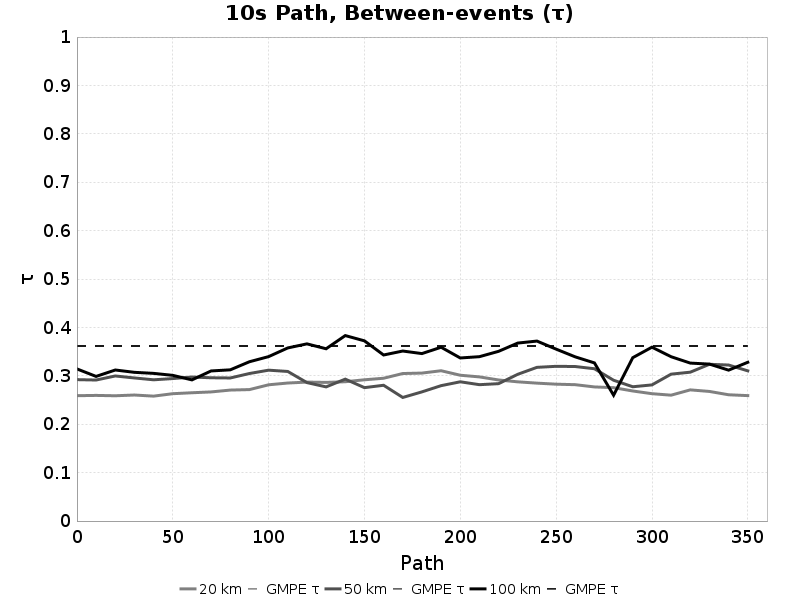 10s Path, Between-events (τ)
1
0.9
0.8
0.7
0.6
0.5
0.4
0.3
0.2
0.1
0
τ
0 50 100 150 200 250 300 350
Path
20 km GMPE τ 50 km GMPE τ 100 km GMPE τ